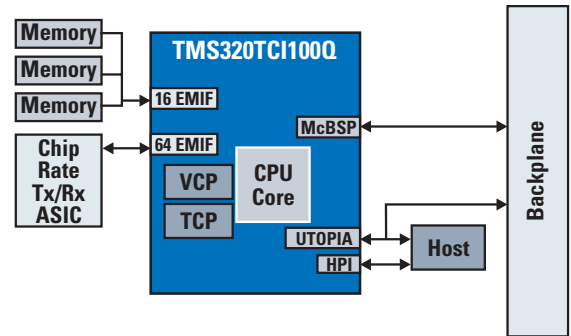 Memory
Memory
Memory
Chip
Rate
Tx/Rx
ASIC
TMS320TCI100Q
16 EMIF
64 EMIF
McBSP
VCP
TCP
CPU
Core
UTOPIA
HPI
Host
Backplane